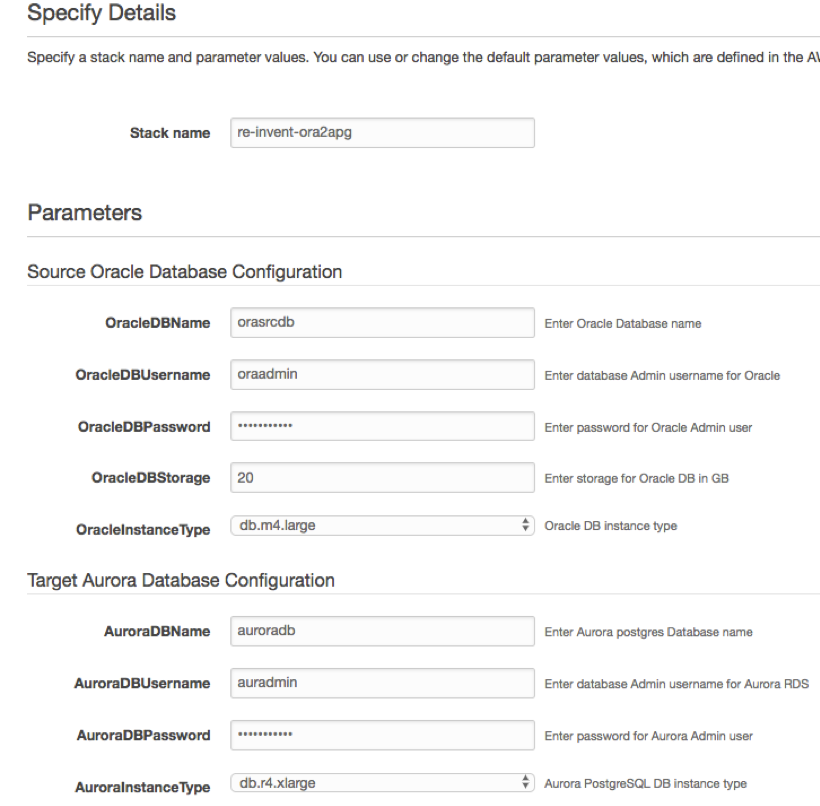 Specify Details
Specify a stack name and parameter values. You can use or change the default parameter values, which are defined in the
Stack name re-invent-ora2apg
Parameters
Source Oracle Database Configuration
OracleDBName orasrcdb Enter Oracle Database name
OracleDBUsername oraadmin Enter database Admin username for Oracle
OracleDBPassword ••••••••••• Enter password for Oracle Admin user
OracleDBStorage 20 Enter storage for Oracle DB in GB
OracleInstanceType db.m4.large Oracle DB instance type
Target Aurora Database Configuration
AuroraDBName auroradb Enter Aurora postgres Database name
AuroraDBUsername auradmin Enter database Admin username for Aurora RDS
AuroraDBPassword ••••••••••• Enter password for Aurora Admin user
AuroraInstanceType db.r4.xlarge Aurora PostgreSQL DB instance type